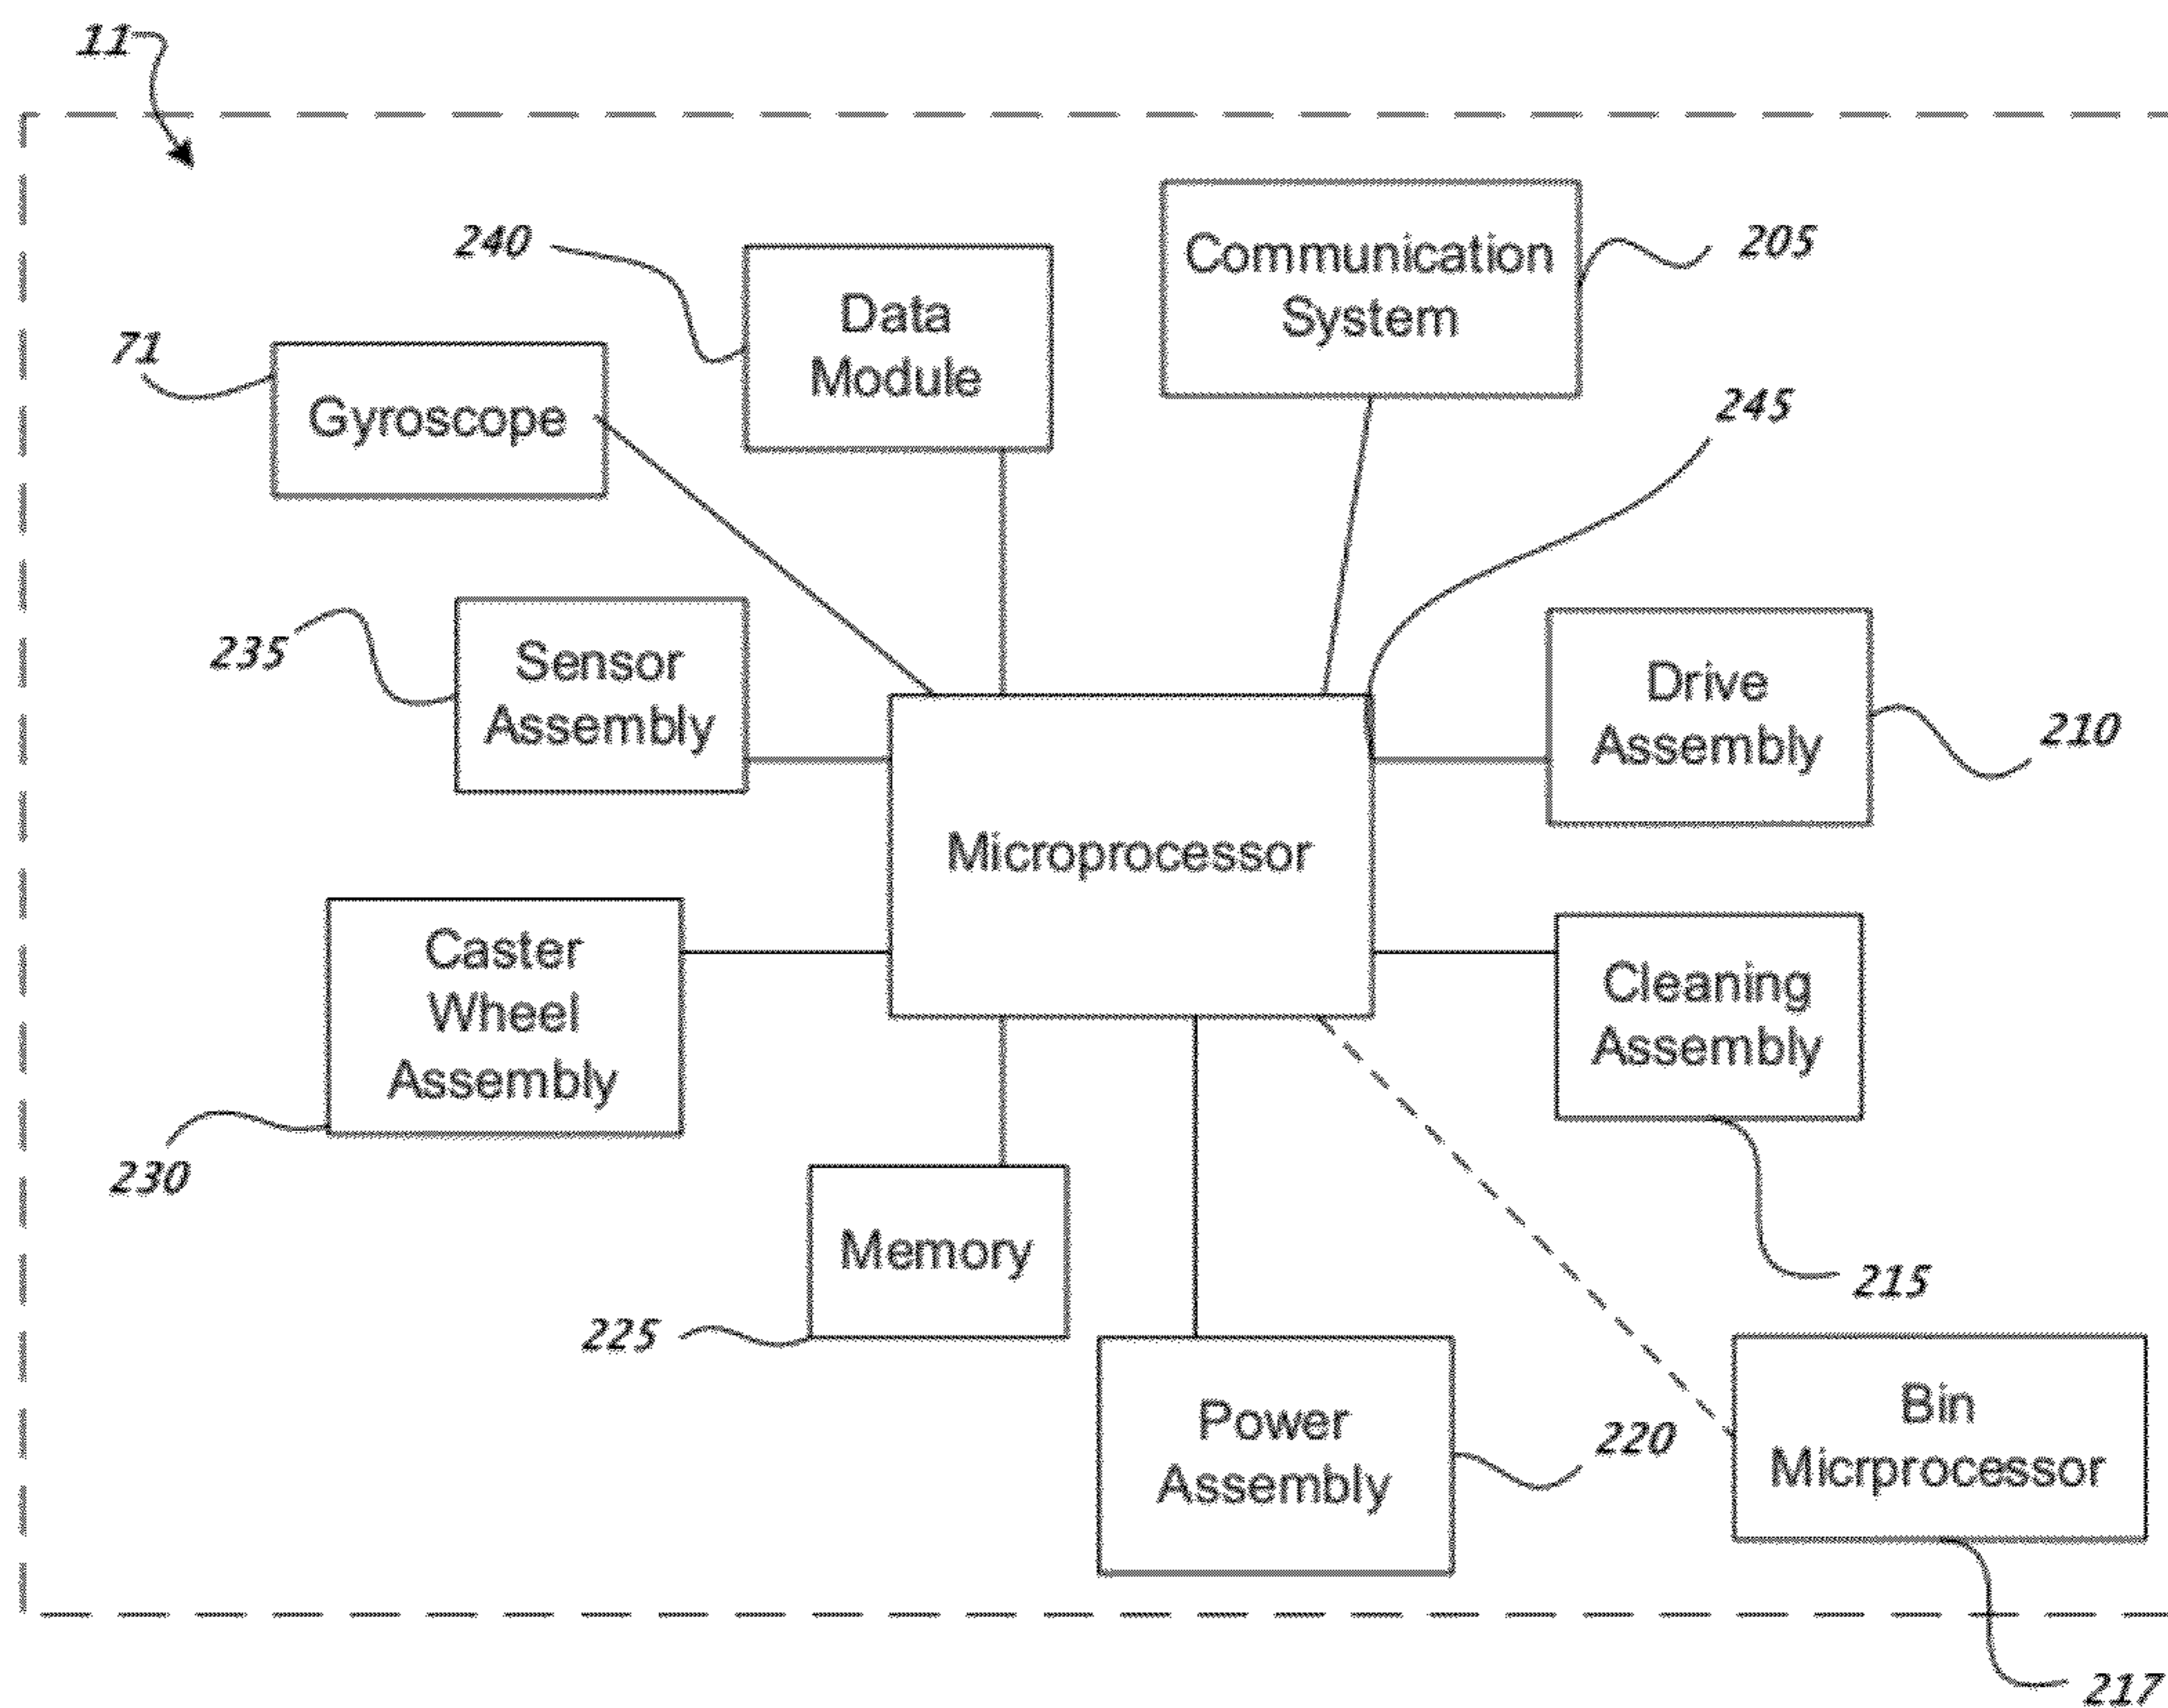 11
240
Data
Module
Communication
System
205
71
Gyroscope
245
235
Sensor
Assembly
Drive
Assembly
210
Microprocessor
Caster
Wheel
Assembly
230
Cleaning
Assembly
215
Memory
225
Power
Assembly
220
Bin
Micrprocessor
217